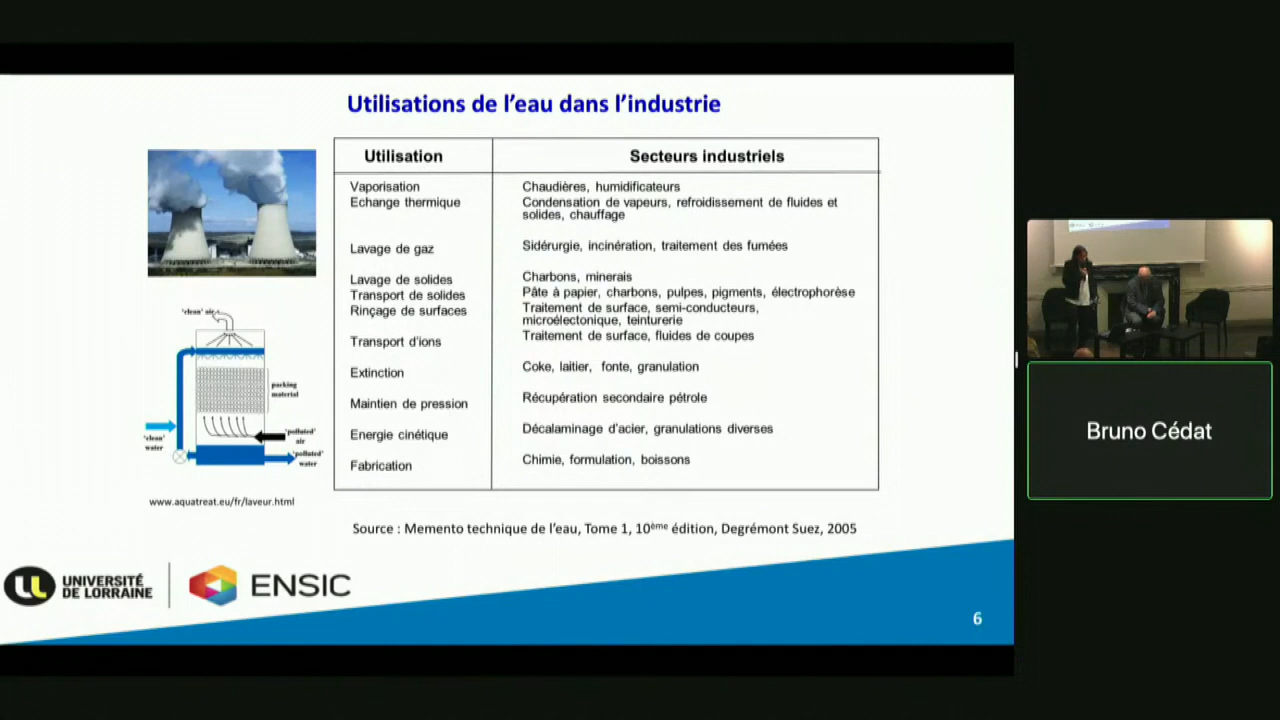 Utilisations de l'eau dans l'industrie
Utilisation
Secteurs industriels
Vaporisation
Chaudières, humidificateurs
Echange thermique
Condensation de vapeurs, refroidissement de fluides et
solides, chauffage
Lavage de gaz
Sidérurgie, incinération, traitement des fumées
Lavage de solides
Charbons, minerais
Transport de solides
Pâte à papier, charbons, pulpes, pigments, électrophorèse
Rinçage de surfaces
Traitement de surface, semi-conducteurs,
microélectonique, teinturerie
Transport d'ions
Traitement de surface, fluides de coupes
Extinction
Coke, laitier, fonte, granulation
Maintien de pression
Récupération secondaire pétrole
Energie cinétique
Décalaminage d'acier, granulations diverses
Fabrication
Chimie, formulation, boissons
'clean' air
packing
material
'clean'
water
'polluted'
air
'polluted'
water
www.aquatreat.eu/fr/laveur.html
Source : Memento technique de l'eau, Tome 1, 10ème édition, Degrémont Suez, 2005
UNIVERSITÉ
DE LORRAINE
ENSIC
6
Bruno Cédat